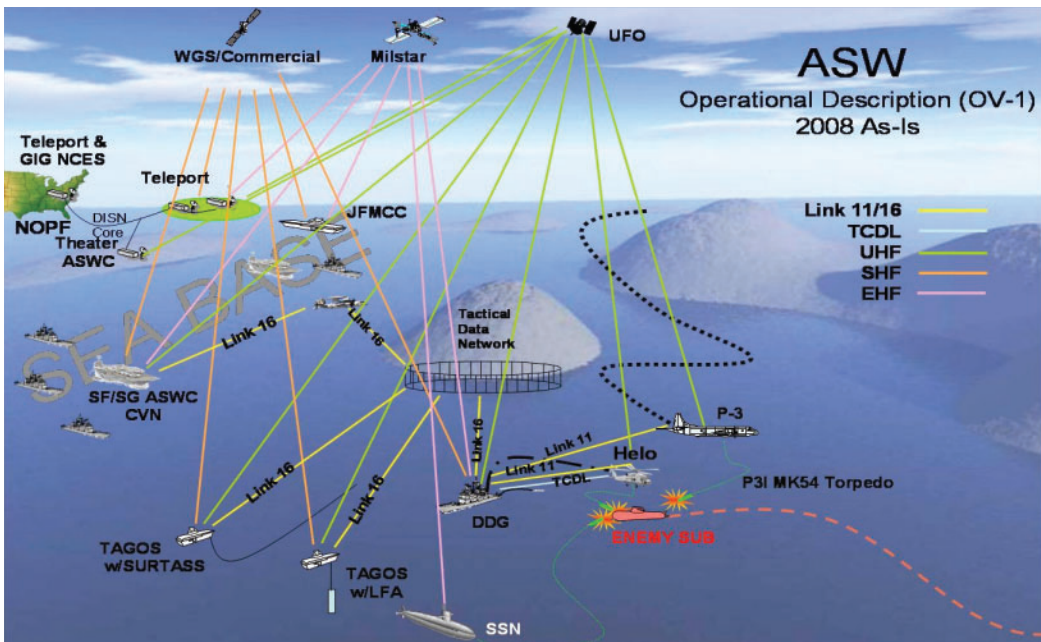 WGS/Commercial
Milstar
UFO
ASW
Operational Description (OV-1)
2008 As-Is
Teleport &
GIG NCES
Teleport
NOPF
DISN
Core
Theater
ASWC
JFMCC
Link 11/16
TCDL
UHF
SHF
EHF
SEA BASE
Link 16
Link 16
Tactical
Data
Network
SF/SG ASWC
CVN
P-3
Link 16
Link 11
Link 11
TCDL
Helo
Link 16
Link 16
P3I MK54 Torpedo
DDG
ENEMY SUB
TAGOS
w/SURTASS
TAGOS
w/LFA
SSN